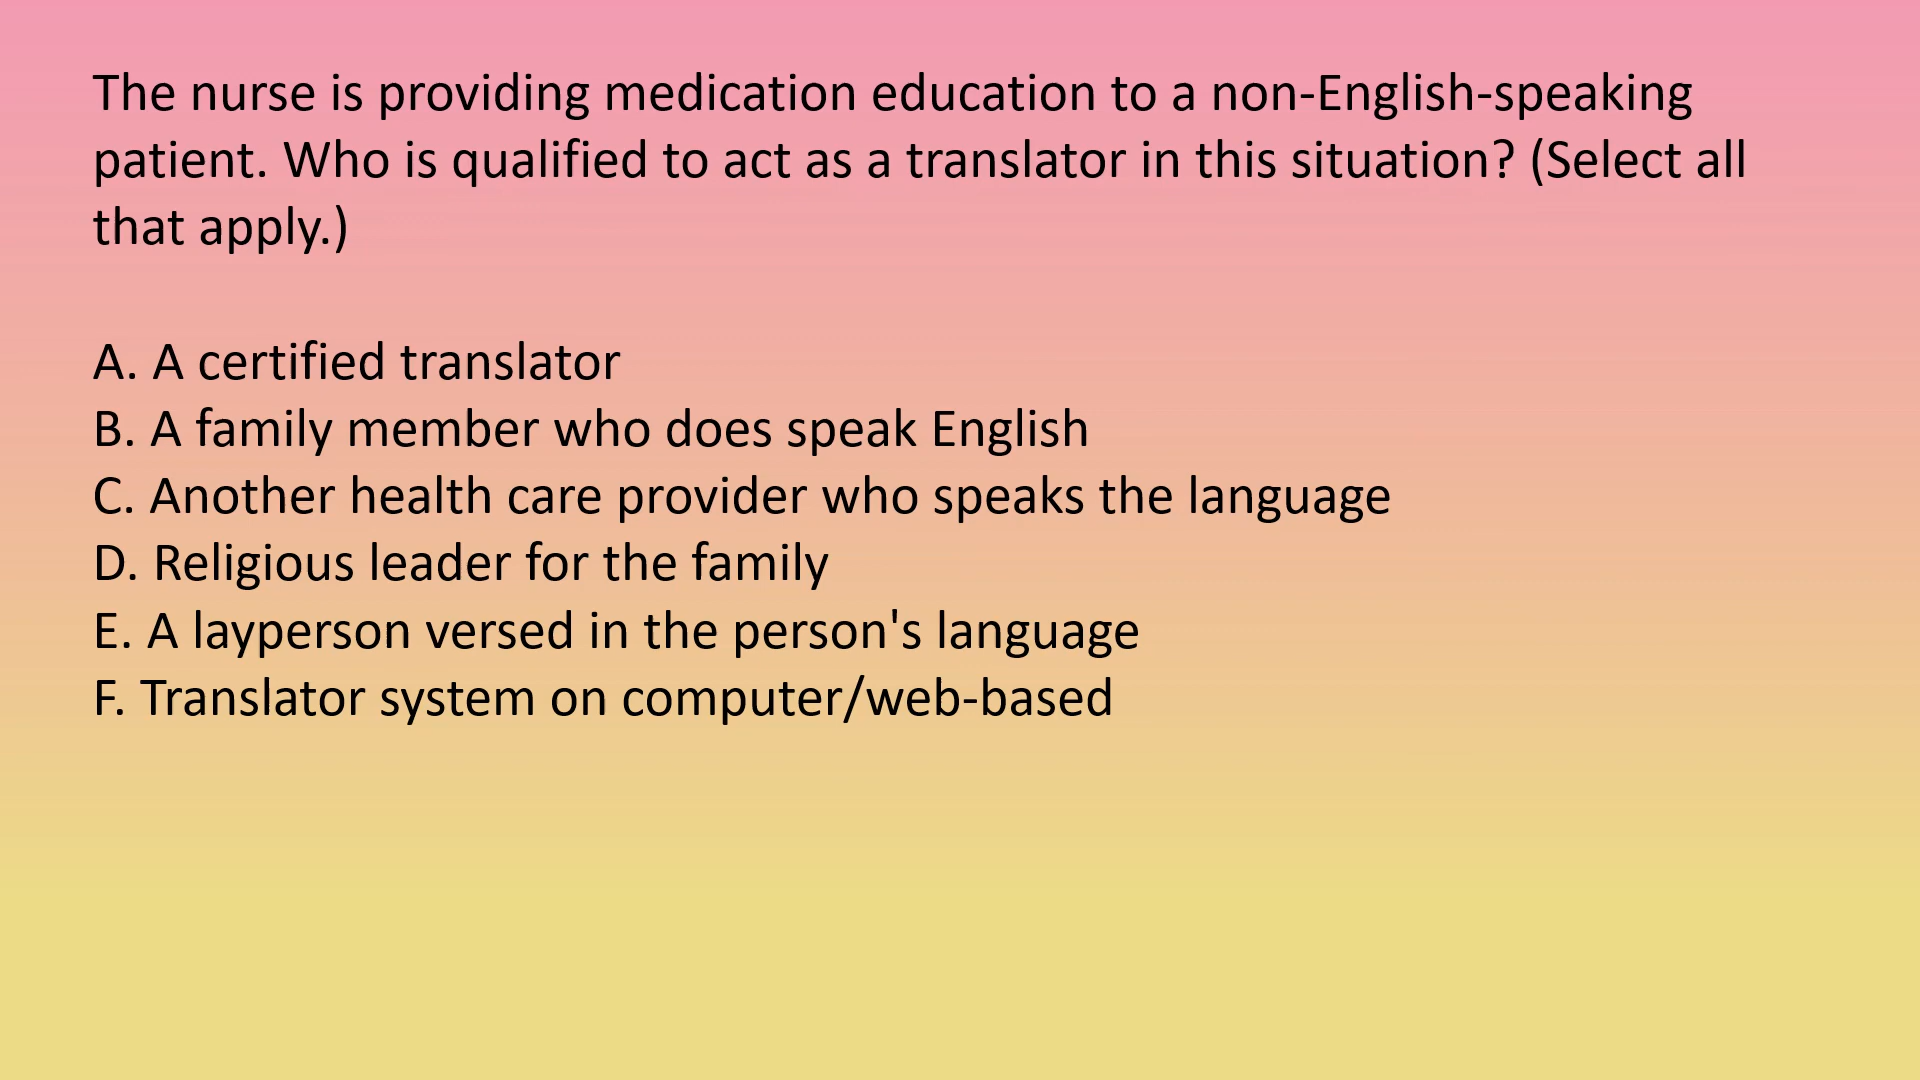 The nurse is providing medication education to a non-English-speaking
patient. Who is qualified to act as a translator in this situation? (Select all
that apply.)
A. A certified translator
B. A family member who does speak English
C. Another health care provider who speaks the language
D. Religious leader for the family
E. A layperson versed in the person's language
F. Translator system on computer/web-based